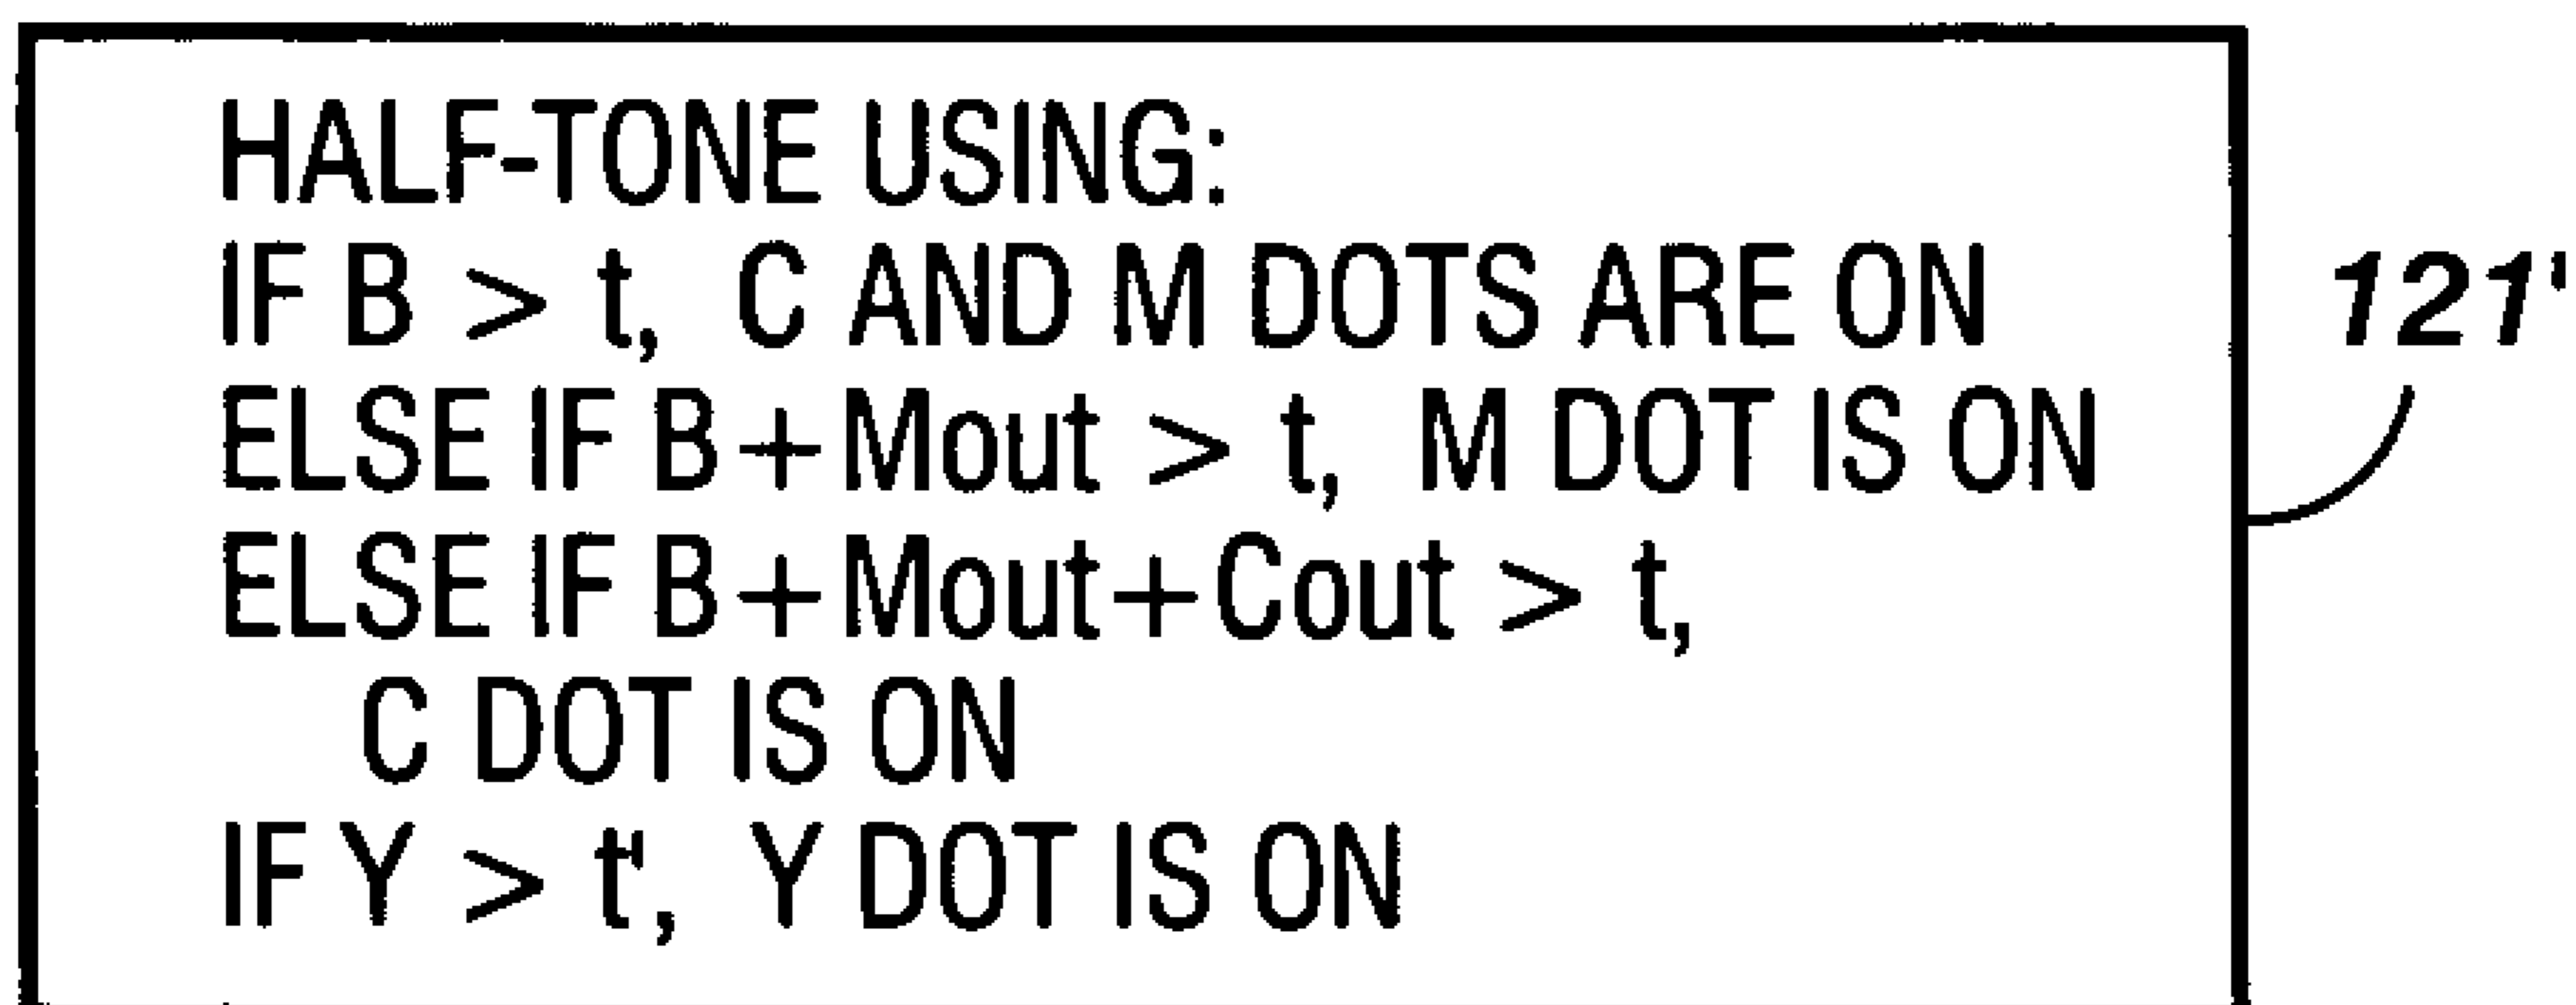 HALF-TONE USING:
IF B > t, C AND M DOTS ARE ON
ELSE IF B+Mout > t, M DOT IS ON
ELSE IF B+Mout+Cout > t,
C DOT IS ON
IF Y > t', Y DOT IS ON
121'